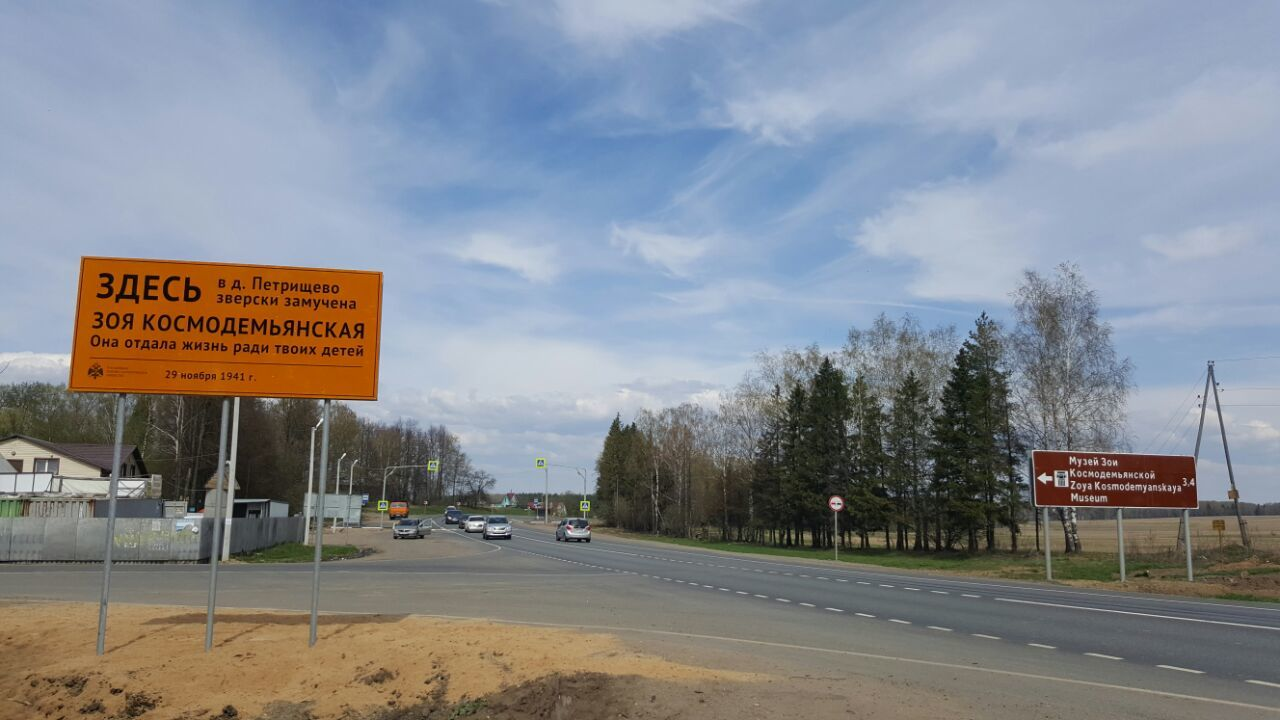 ЗДЕСЬ в д. Петрищево
зверски замучена
ЗОЯ КОСМОДЕМЬЯНСКАЯ
Она отдала жизнь ради твоих детей
29 ноября 1941 г.
Музей Зои
Космодемьянской
Zoya Kosmodemyanskaya 3,4
Museum